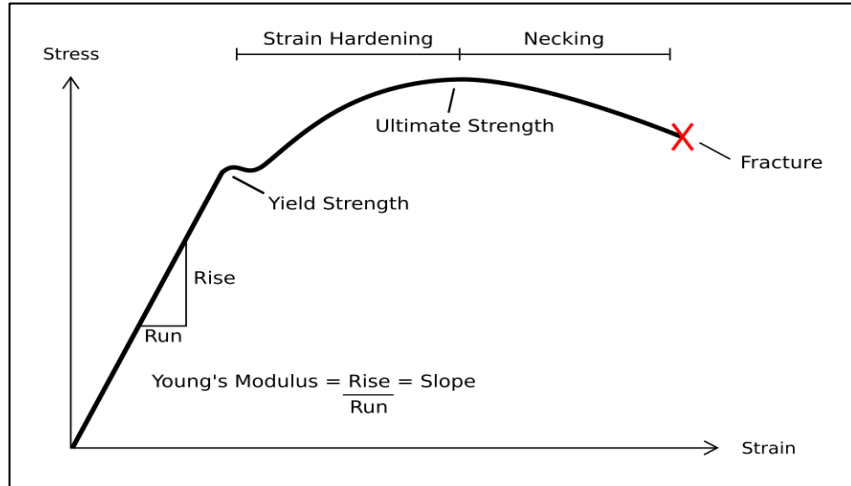 Strain Hardening
Necking
Stress
Ultimate Strength
Fracture
Yield Strength
Rise
Run
Young's Modulus = Rise = Slope
Run
Strain